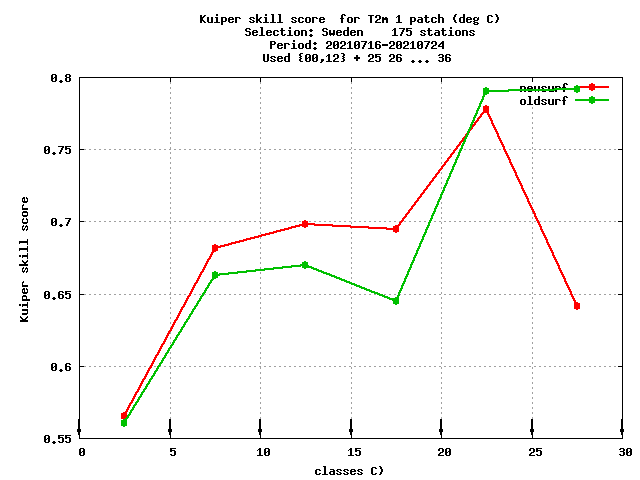 Kuiper skill score  for T2m 1 patch (deg C)
Selection: Sweden    175 stations
Period: 20210716-20210724
Used {00,12} + 25 26 ... 36
0.8
0.75
0.7
0.65
0.6
0.55
Kuiper skill score
newsurf
oldsurf
0 5 10 15 20 25 30
classes C)